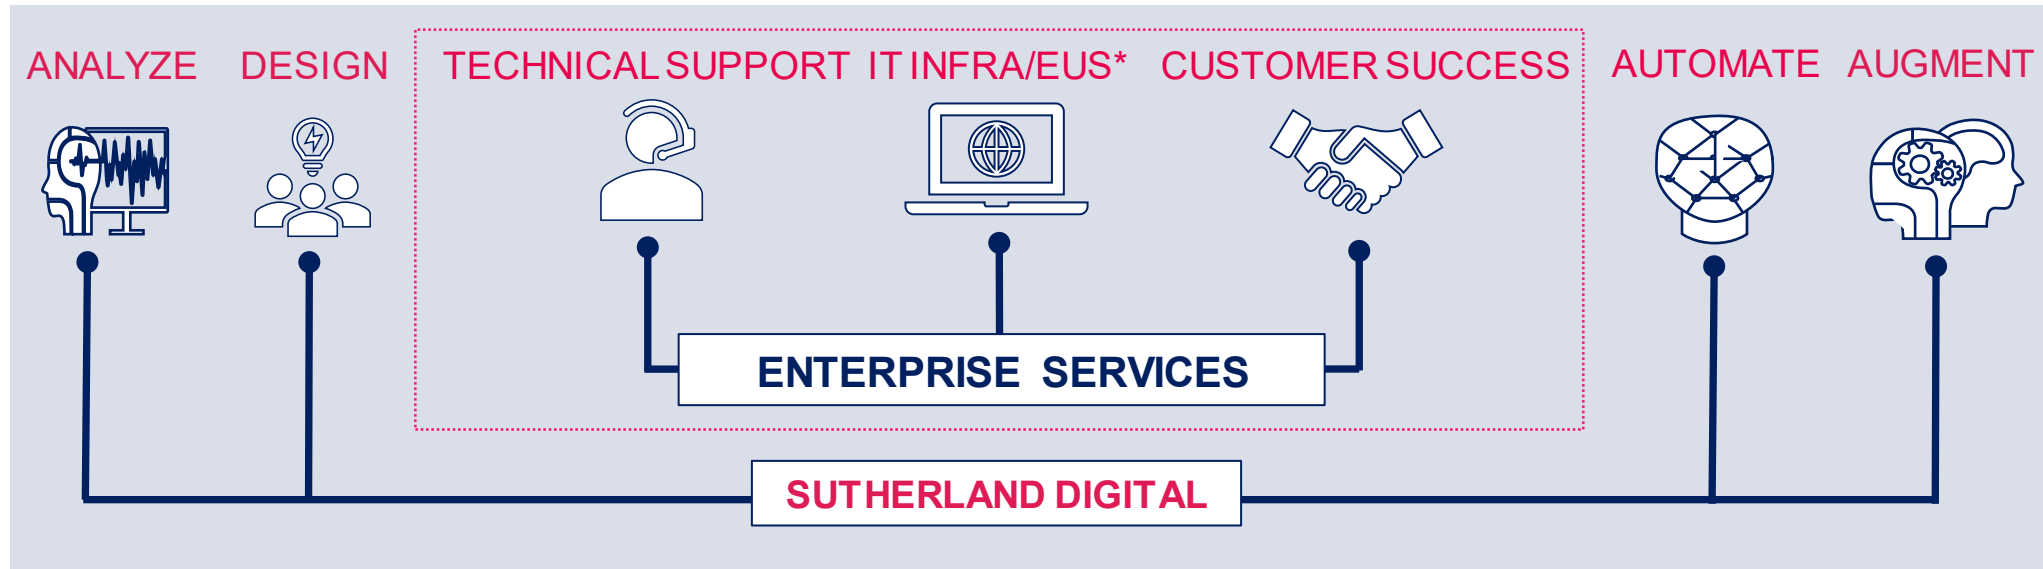 ANALYZE DESIGN TECHNICAL SUPPORT IT INFRA/EUS* CUSTOMER SUCCESS AUTOMATE AUGMENT
ENTERPRISE SERVICES
SUTHERLAND DIGITAL